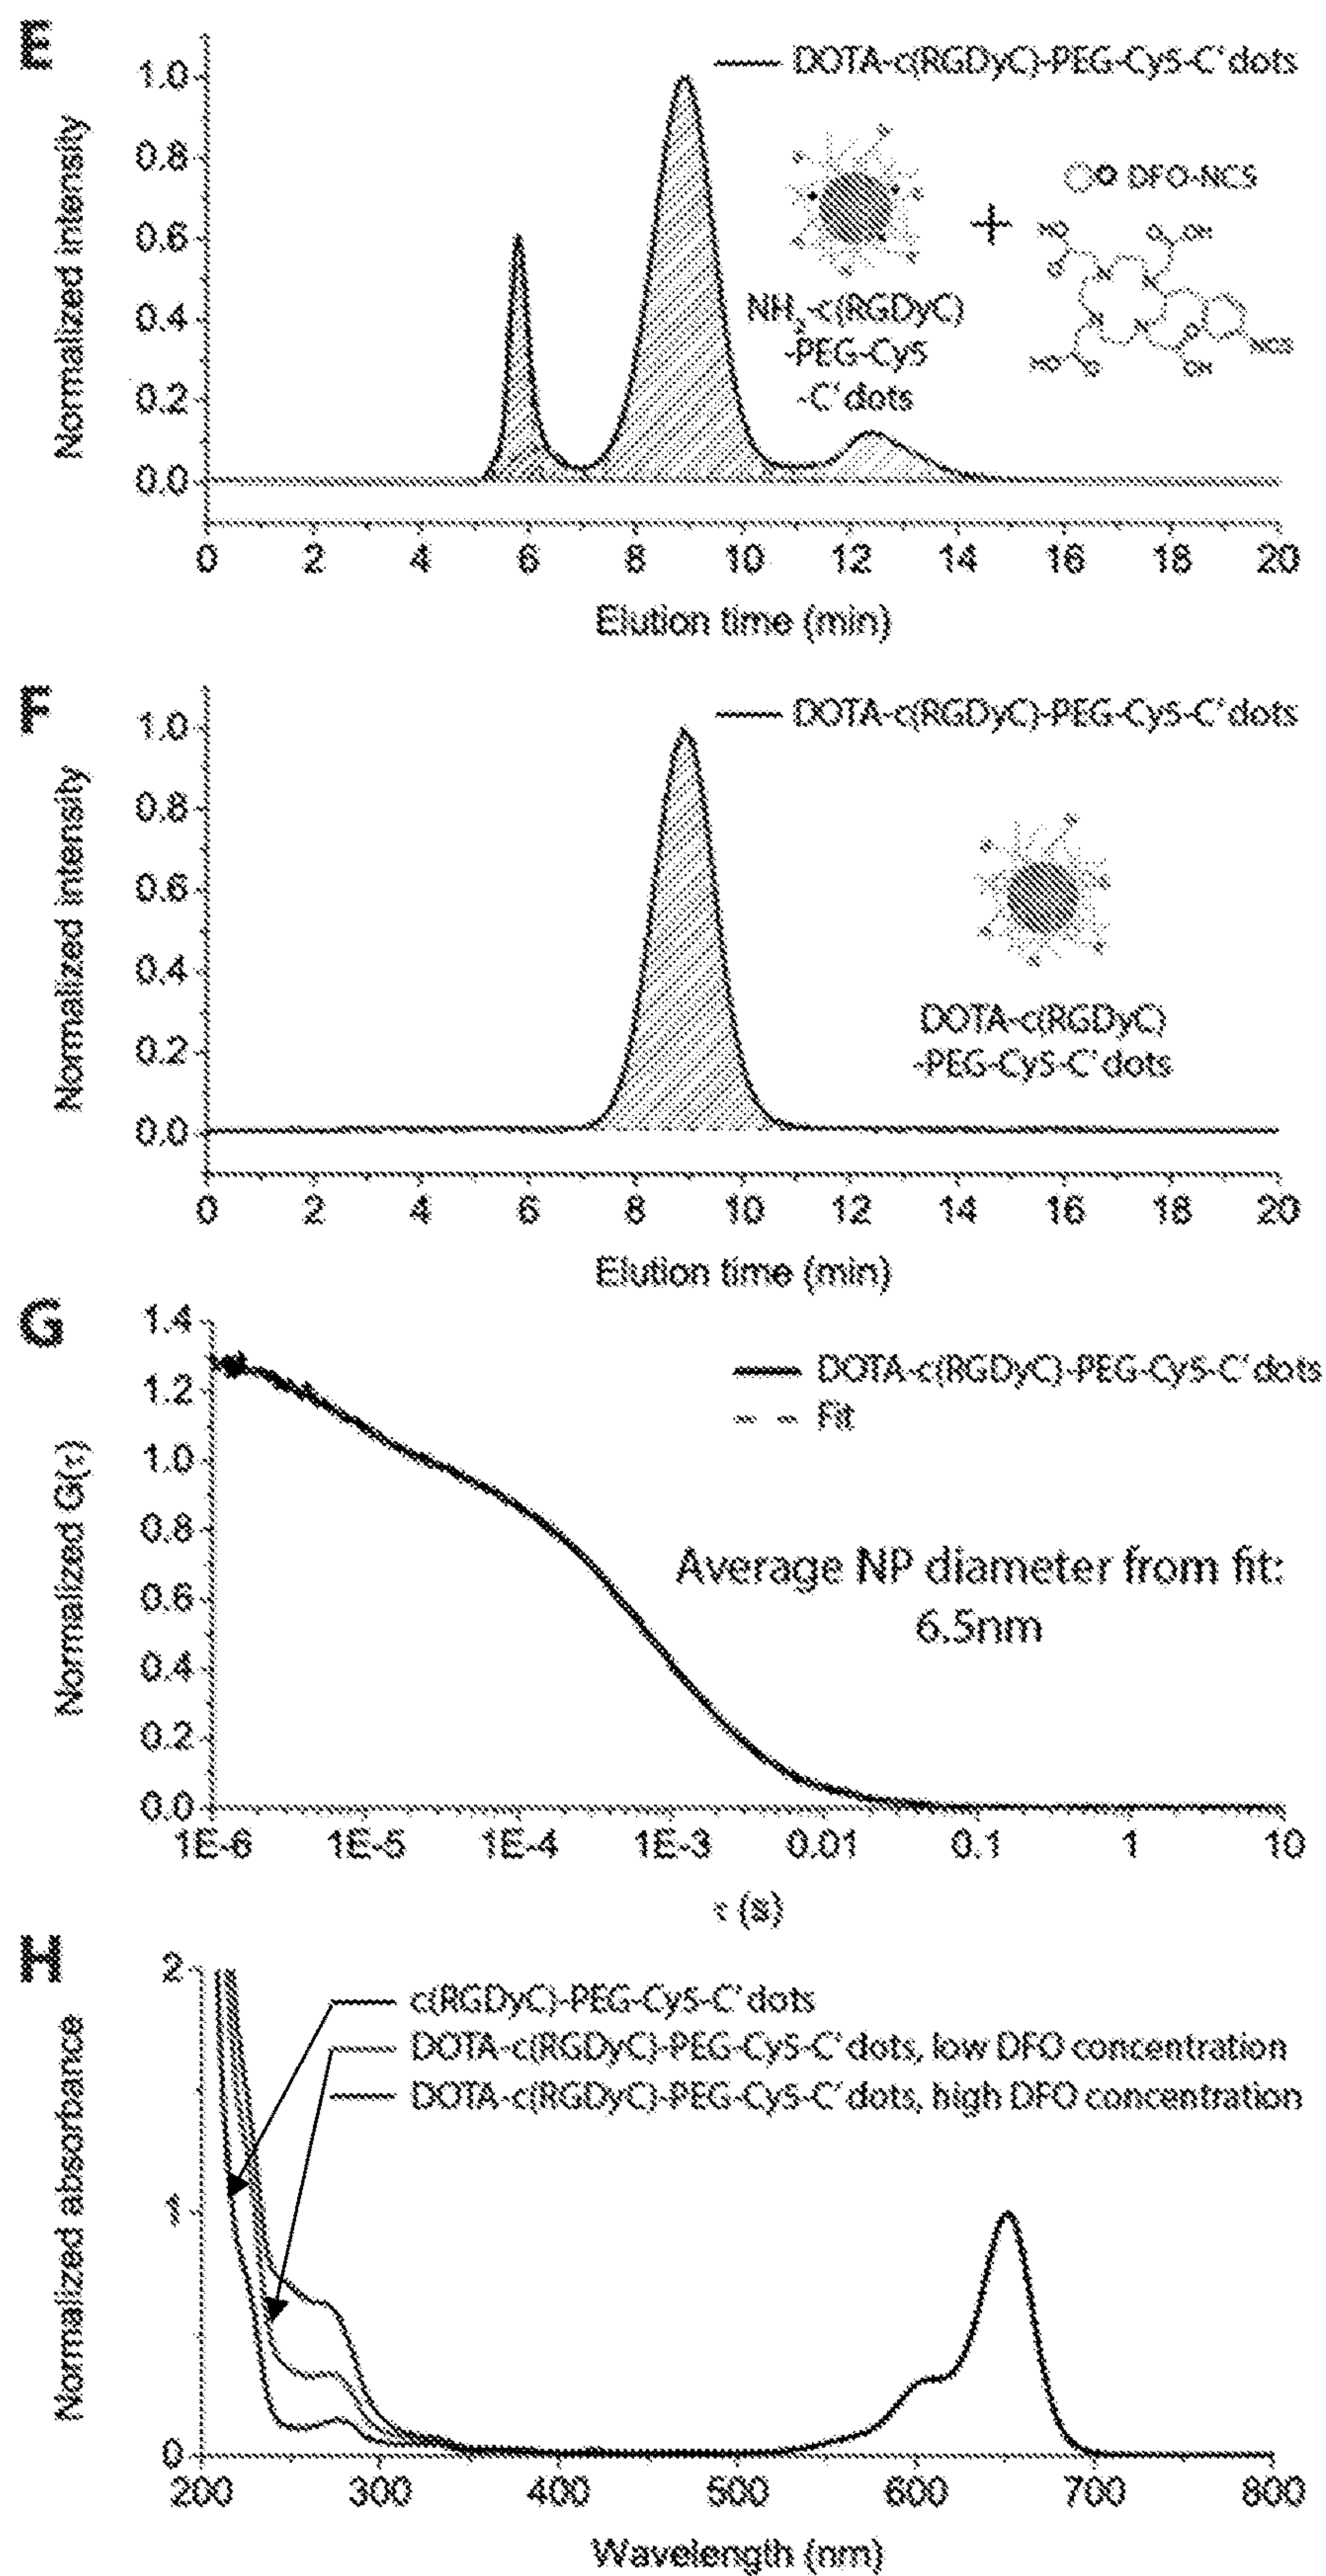 E
DOTA-c(RGDyC)-PEG-Cy5-C'dots
Normalized intensity
1.0
0.8
0.6
0.4
0.2
0.0
DFO-NCS
+
NH2-c(RGDyC)
-PEG-Cy5
-C'dots
HO
O
O
OH
N
N
N
N
HO
O
O
OH
NCS
0 2 4 6 8 10 12 14 16 18 20
Elution time (min)
F
DOTA-c(RGDyC)-PEG-Cy5-C'dots
Normalized intensity
1.0
0.8
0.6
0.4
0.2
0.0
DOTA-c(RGDyC)
-PEG-Cy5-C'dots
0 2 4 6 8 10 12 14 16 18 20
Elution time (min)
G
DOTA-c(RGDyC)-PEG-Cy5-C'dots
Fit
Normalized G(τ)
1.4
1.2
1.0
0.8
0.6
0.4
0.2
0.0
Average NP diameter from fit:
6.5nm
1E-6 1E-5 1E-4 1E-3 0.01 0.1 1 10
τ (s)
H
c(RGDyC)-PEG-Cy5-C'dots
DOTA-c(RGDyC)-PEG-Cy5-C'dots, low DFO concentration
DOTA-c(RGDyC)-PEG-Cy5-C'dots, high DFO concentration
Normalized absorbance
2
1
0
200 300 400 500 600 700 800
Wavelength (nm)